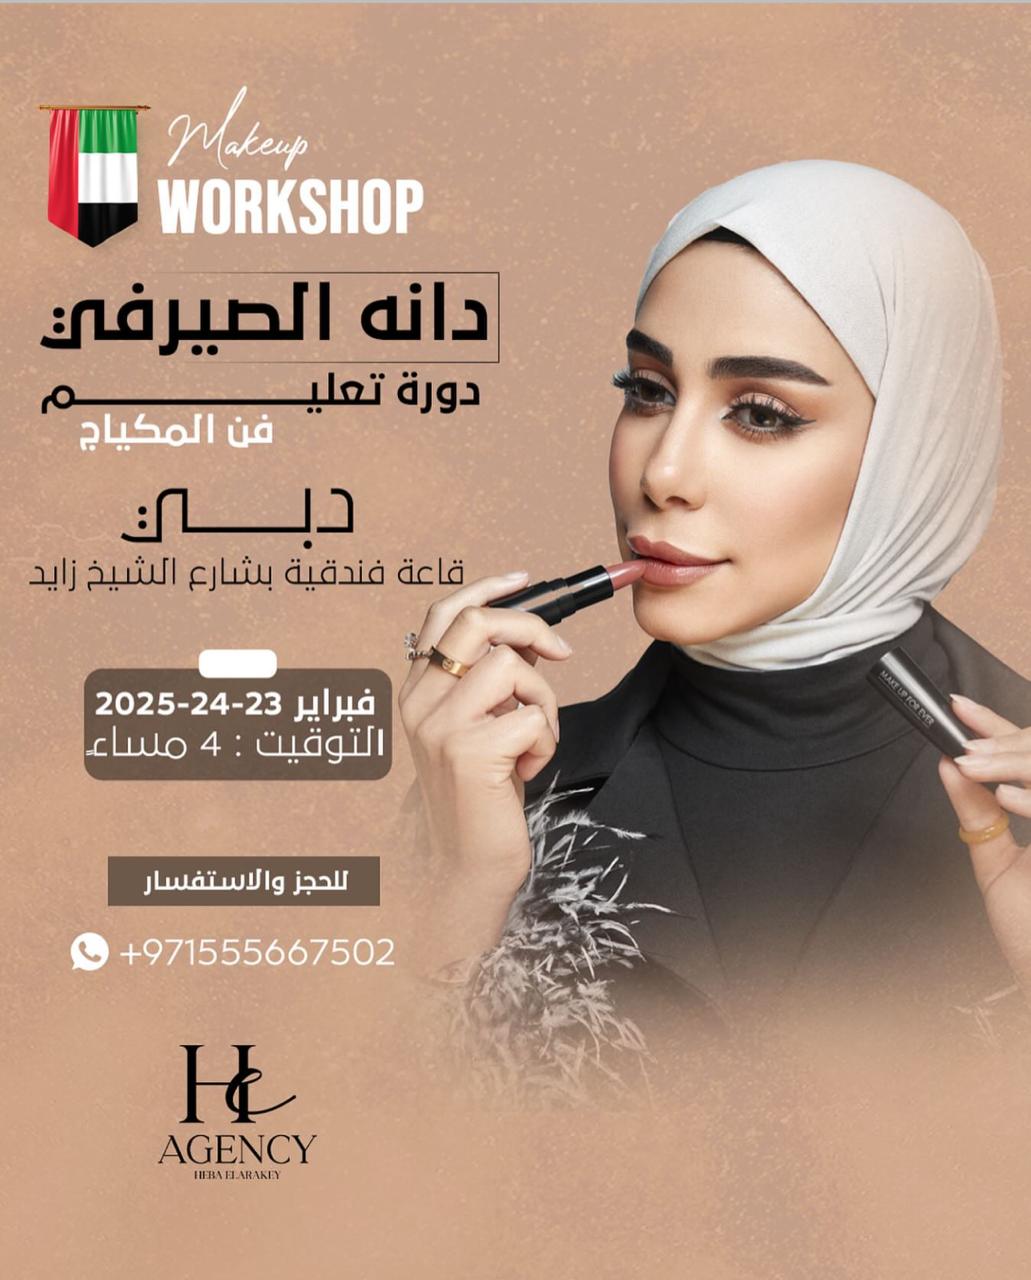 Makeup
WORKSHOP
دانه الصيرفي
دورة تعليم
فن المكياج
دبي
قاعة فندقية بشارع الشيخ زايد
فبراير 23-24-2025
التوقيت : 4 مساء
للحجز والاستفسار
+971555667502
MAKE UP FOR EVER
He
AGENCY
HEBA ELARAKEY